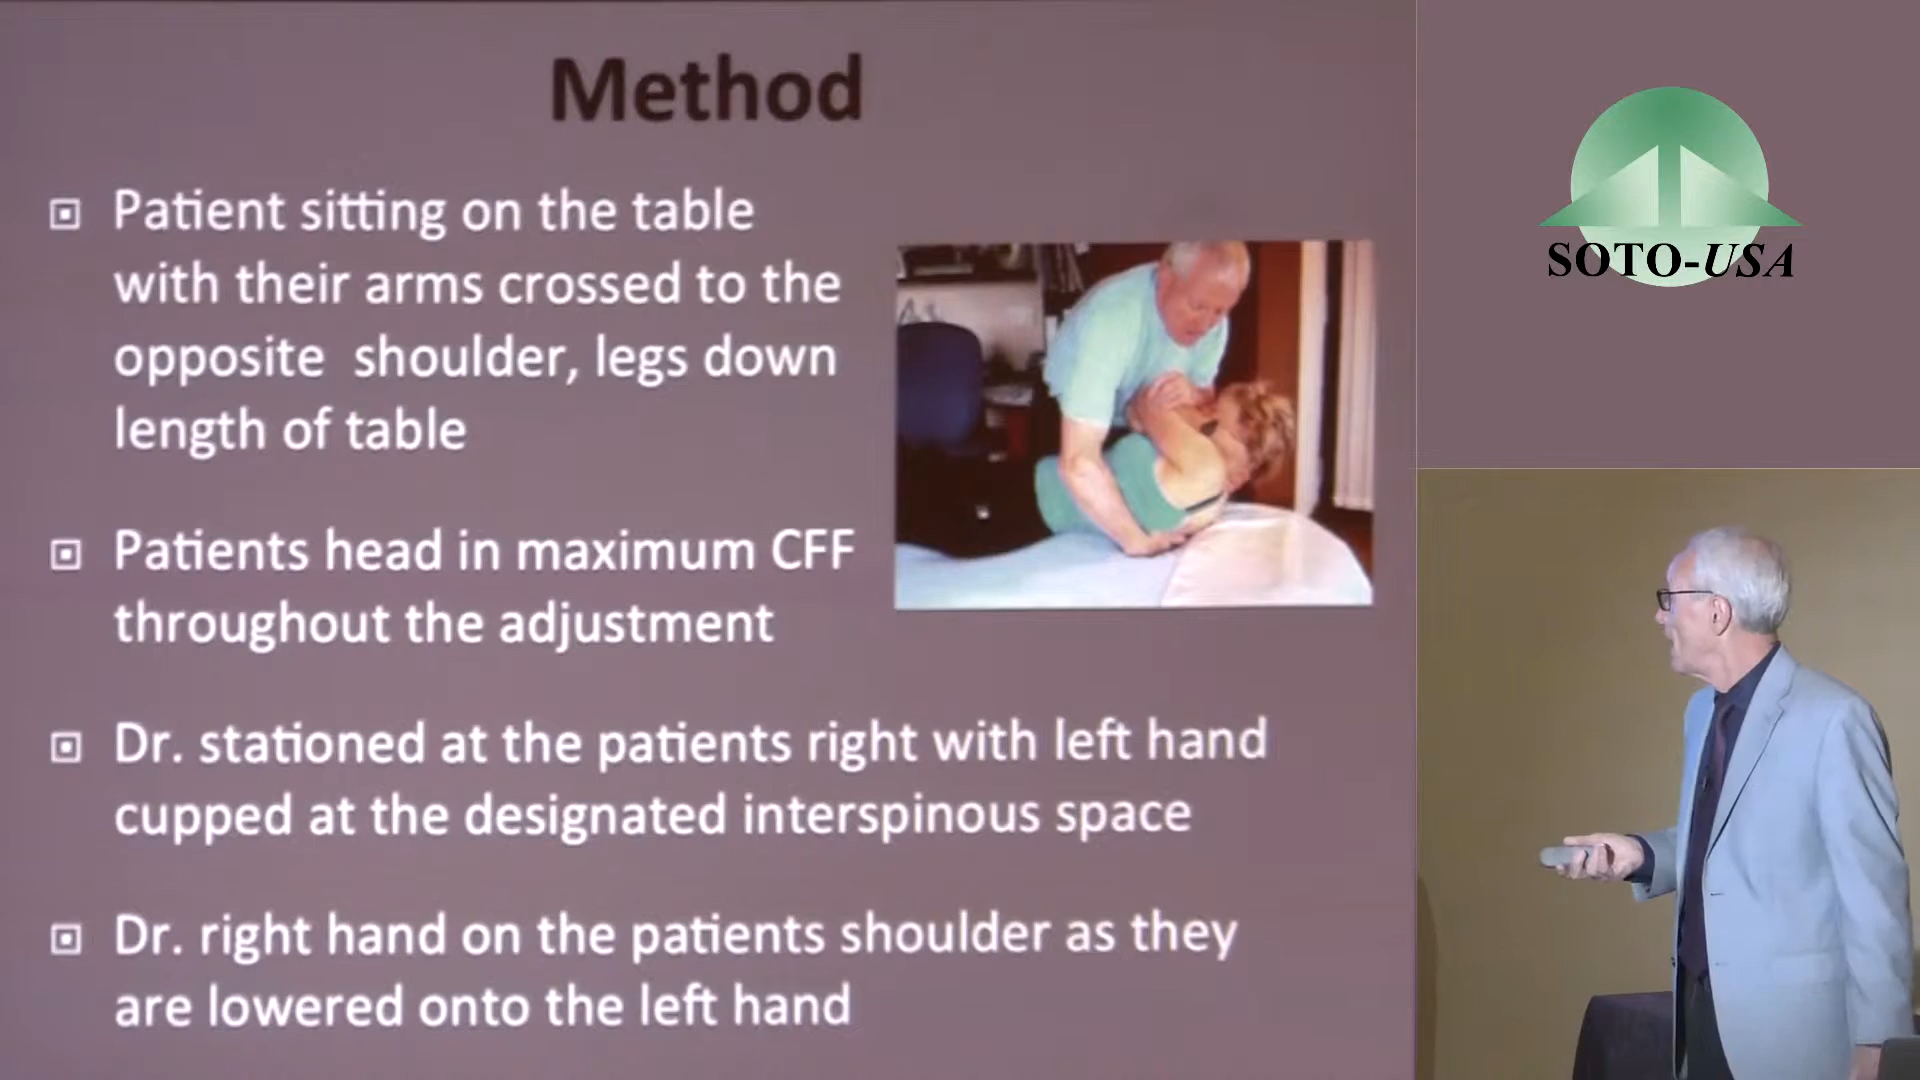 Method
Patient sitting on the table
with their arms crossed to the
opposite  shoulder, legs down
length of table
Patients head in maximum CFF
throughout the adjustment
Dr. stationed at the patients right with left hand
cupped at the designated interspinous space
Dr. right hand on the patients shoulder as they
are lowered onto the left hand
SOTO-USA